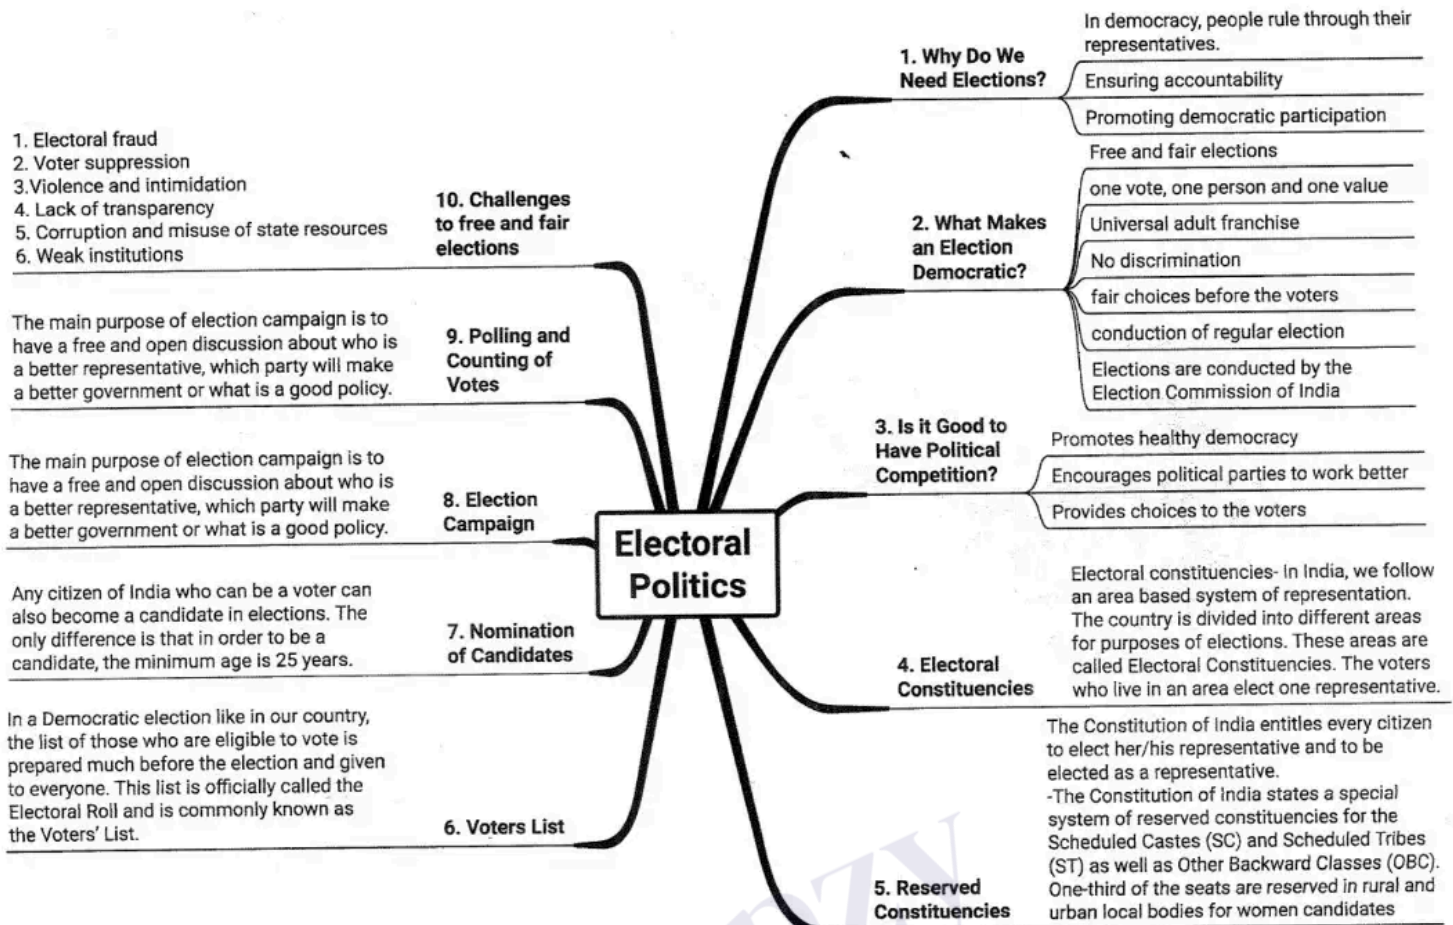 Electoral
Politics
1. Why Do We
Need Elections?
In democracy, people rule through their
representatives.
Ensuring accountability
Promoting democratic participation
2. What Makes
an Election
Democratic?
Free and fair elections
one vote, one person and one value
Universal adult franchise
No discrimination
fair choices before the voters
conduction of regular election
Elections are conducted by the
Election Commission of India
3. Is it Good to
Have Political
Competition?
Promotes healthy democracy
Encourages political parties to work better
Provides choices to the voters
4. Electoral
Constituencies
Electoral constituencies- In India, we follow
an area based system of representation.
The country is divided into different areas
for purposes of elections. These areas are
called Electoral Constituencies. The voters
who live in an area elect one representative.
5. Reserved
Constituencies
The Constitution of India entitles every citizen
to elect her/his representative and to be
elected as a representative.
-The Constitution of India states a special
system of reserved constituencies for the
Scheduled Castes (SC) and Scheduled Tribes
(ST) as well as Other Backward Classes (OBC).
One-third of the seats are reserved in rural and
urban local bodies for women candidates
6. Voters List
In a Democratic election like in our country,
the list of those who are eligible to vote is
prepared much before the election and given
to everyone. This list is officially called the
Electoral Roll and is commonly known as
the Voters' List.
7. Nomination
of Candidates
Any citizen of India who can be a voter can
also become a candidate in elections. The
only difference is that in order to be a
candidate, the minimum age is 25 years.
8. Election
Campaign
The main purpose of election campaign is to
have a free and open discussion about who is
a better representative, which party will make
a better government or what is a good policy.
9. Polling and
Counting of
Votes
The main purpose of election campaign is to
have a free and open discussion about who is
a better representative, which party will make
a better government or what is a good policy.
10. Challenges
to free and fair
elections
1. Electoral fraud
2. Voter suppression
3.Violence and intimidation
4. Lack of transparency
5. Corruption and misuse of state resources
6. Weak institutions